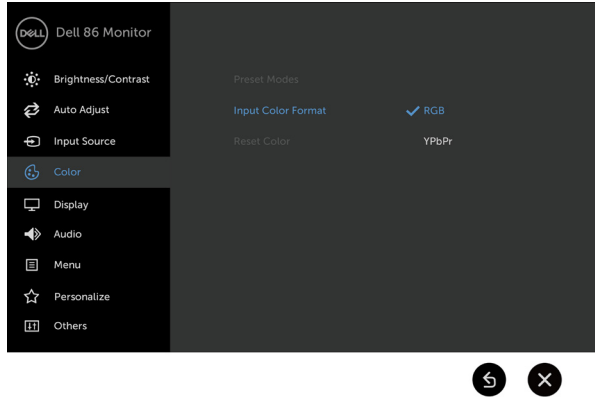 DELL Dell 86 Monitor
Brightness/Contrast
Preset Modes
Auto Adjust
Input Color Format
RGB
Input Source
Reset Color
YPbPr
Color
Display
Audio
Menu
Personalize
Others